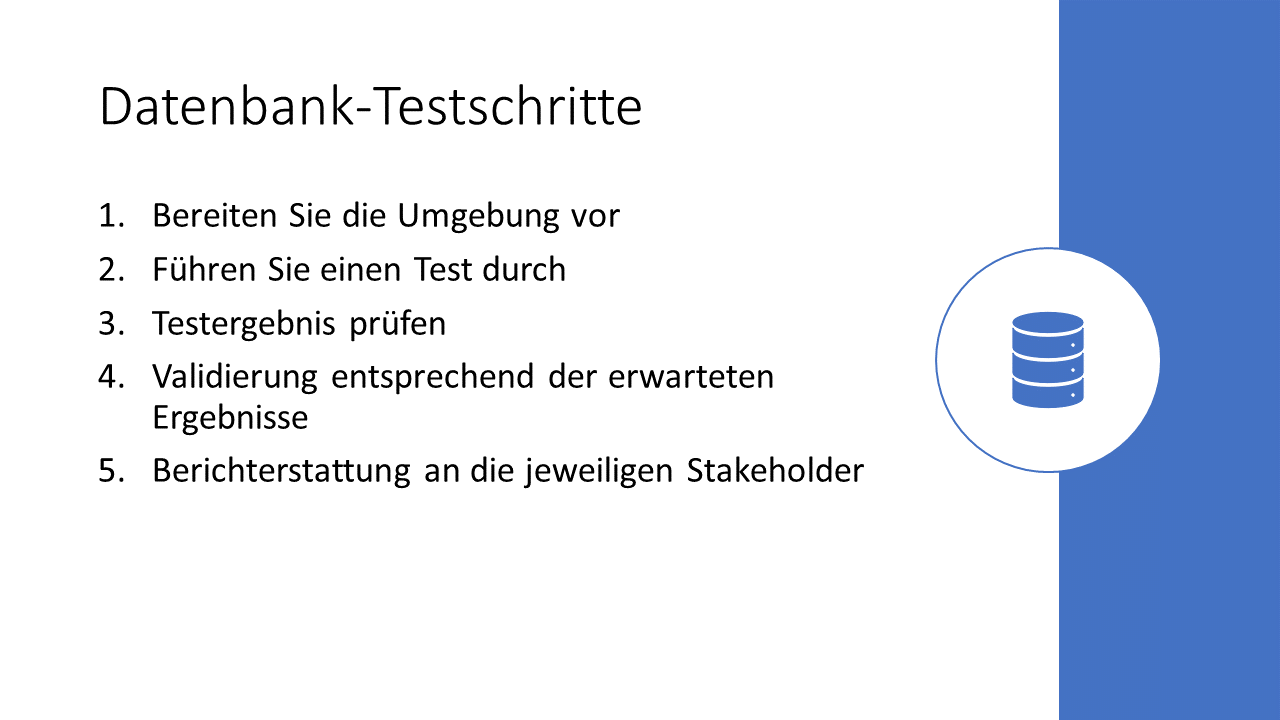 Datenbank-Testschritte
1. Bereiten Sie die Umgebung vor
2. Führen Sie einen Test durch
3. Testergebnis prüfen
4. Validierung entsprechend der erwarteten
Ergebnisse
5. Berichterstattung an die jeweiligen Stakeholder